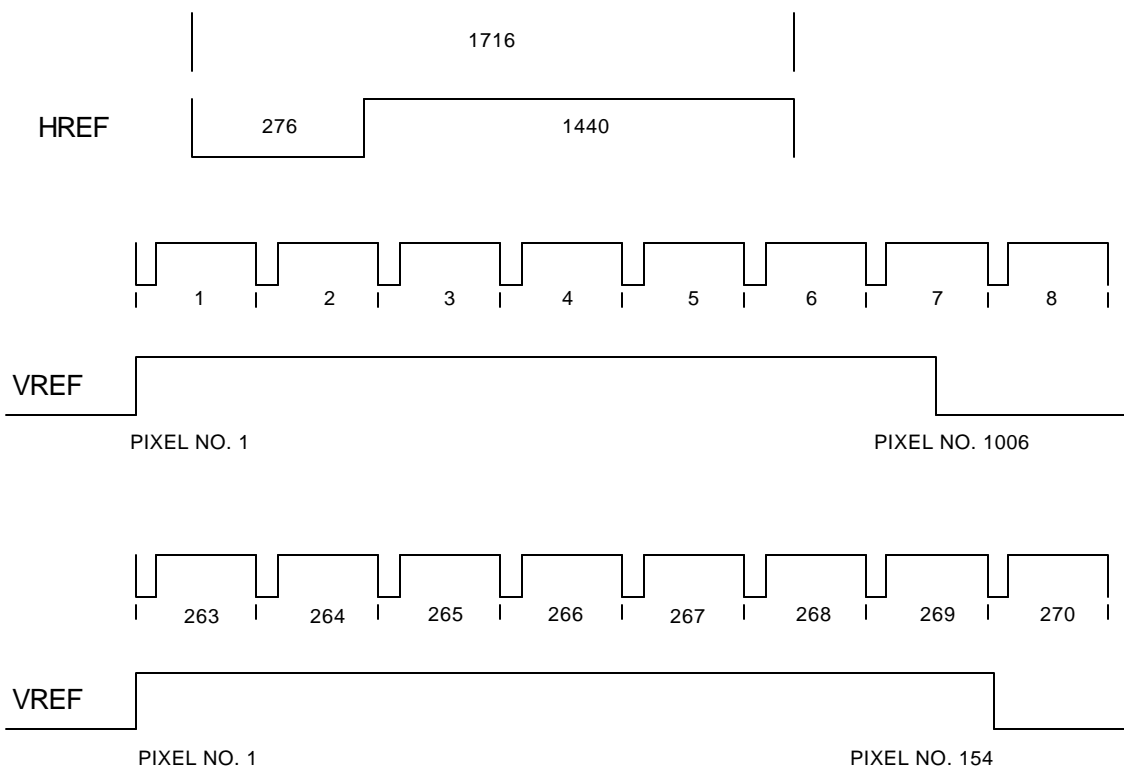 1716
HREF 276 1440
1 2 3 4 5 6 7 8
VREF
PIXEL NO. 1 PIXEL NO. 1006
263 264 265 266 267 268 269 270
VREF
PIXEL NO. 1 PIXEL NO. 154